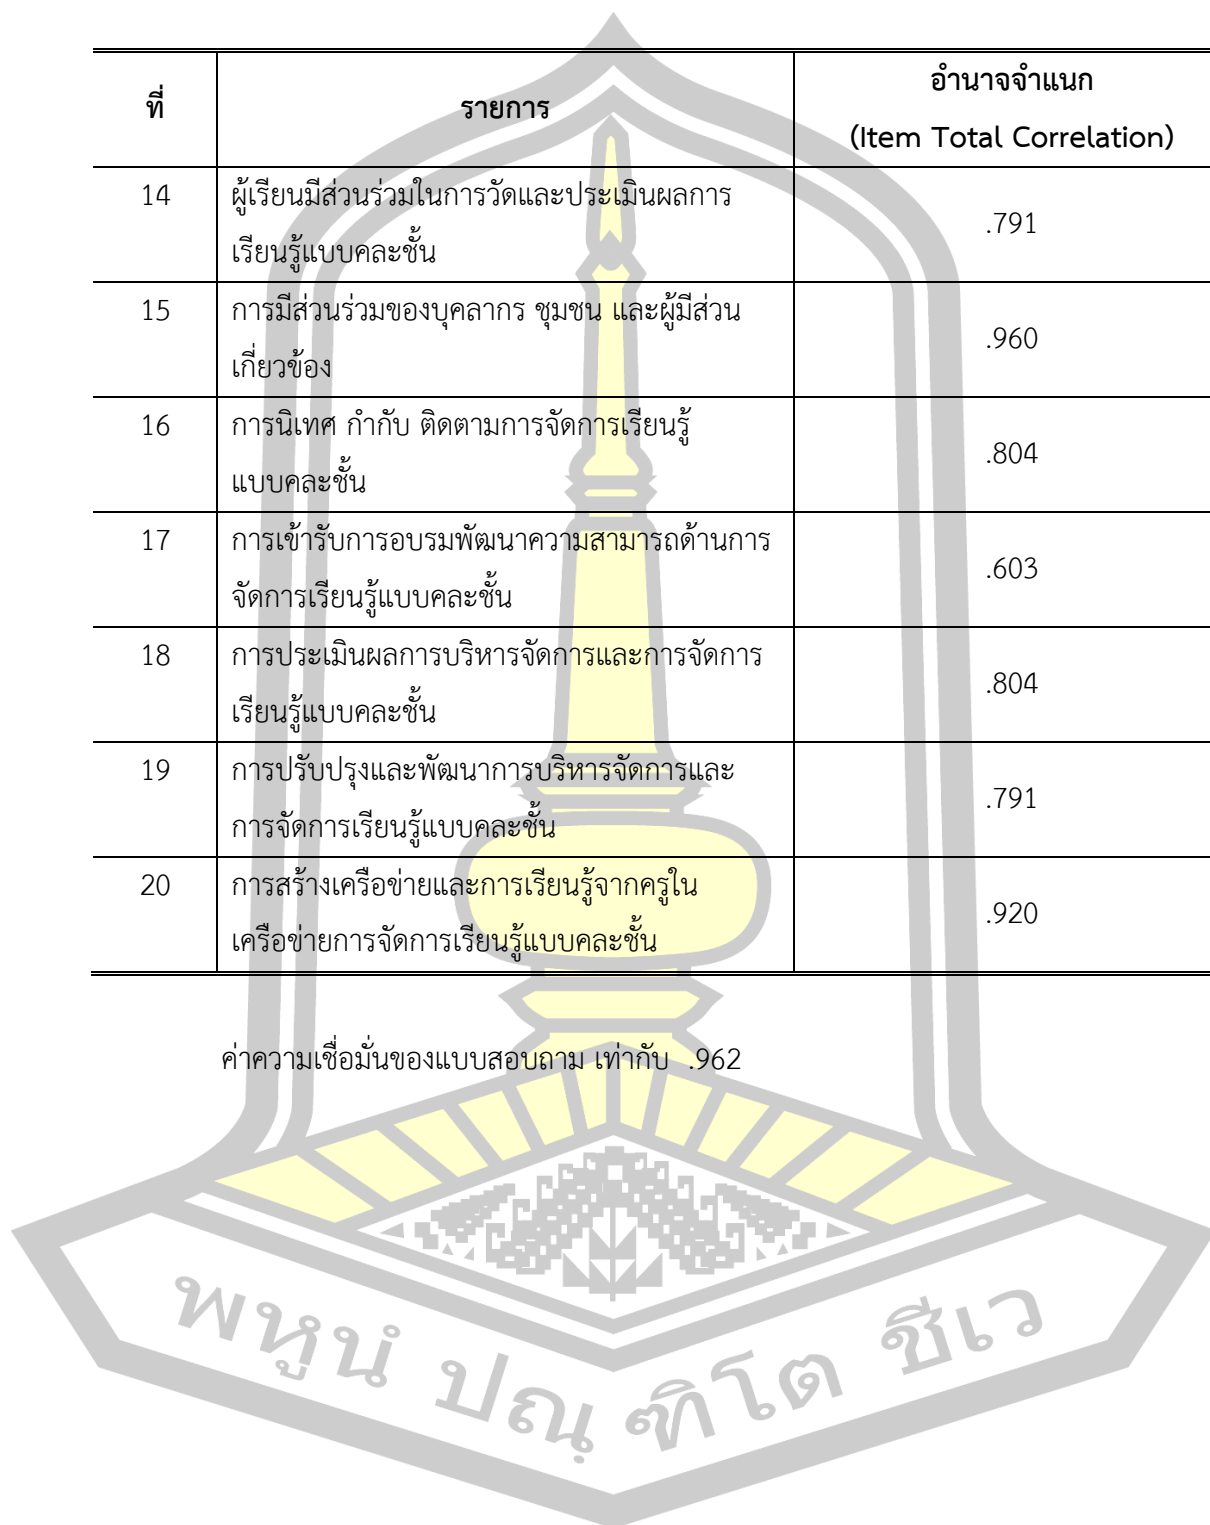 ที่ รายการ อำนาจจำแนก
(Item Total Correlation)
14 ผู้เรียนมีส่วนร่วมในการวัดและประเมินผลการ
เรียนรู้แบบคละชั้น .791
15 การมีส่วนร่วมของบุคลากร ชุมชน และผู้มีส่วน
เกี่ยวข้อง .960
16 การนิเทศ กำกับ ติดตามการจัดการเรียนรู้
แบบคละชั้น .804
17 การเข้ารับการอบรมพัฒนาความสามารถด้านการ
จัดการเรียนรู้แบบคละชั้น .603
18 การประเมินผลการบริหารจัดการและการจัดการ
เรียนรู้แบบคละชั้น .804
19 การปรับปรุงและพัฒนาการบริหารจัดการและ
การจัดการเรียนรู้แบบคละชั้น .791
20 การสร้างเครือข่ายและการเรียนรู้จากครูใน
เครือข่ายการจัดการเรียนรู้แบบคละชั้น .920
ค่าความเชื่อมั่นของแบบสอบถาม เท่ากับ .962
พหูนํ ปณฺฑิโต ชีเว